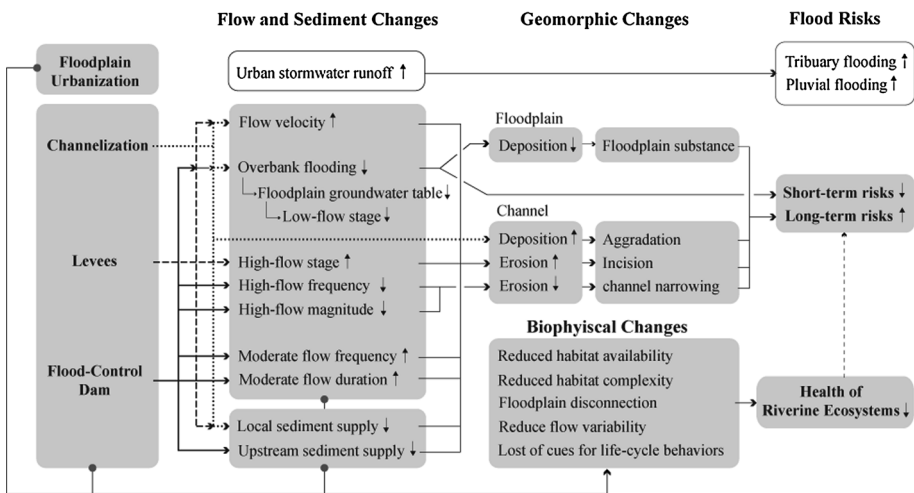 Flow and Sediment Changes
Geomorphic Changes
Flood Risks
Floodplain
Urbanization
Urban stormwater runoff ↑
Tributary flooding ↑
Pluvial flooding ↑
Channelization
Levees
Flood-Control
Dam
Flow velocity ↑
Overbank flooding ↓
Floodplain groundwater table ↓
Low-flow stage ↓
High-flow stage ↑
High-flow frequency ↓
High-flow magnitude ↓
Moderate flow frequency ↑
Moderate flow duration ↑
Local sediment supply ↓
Upstream sediment supply ↓
Floodplain
Deposition ↓
Floodplain substance
Channel
Deposition ↑
Aggradation
Erosion ↑
Incision
Erosion ↓
channel narrowing
Short-term risks ↓
Long-term risks ↑
Biophyiscal Changes
Reduced habitat availability
Reduced habitat complexity
Floodplain disconnection
Reduce flow variability
Lost of cues for life-cycle behaviors
Health of
Riverine Ecosystems ↓